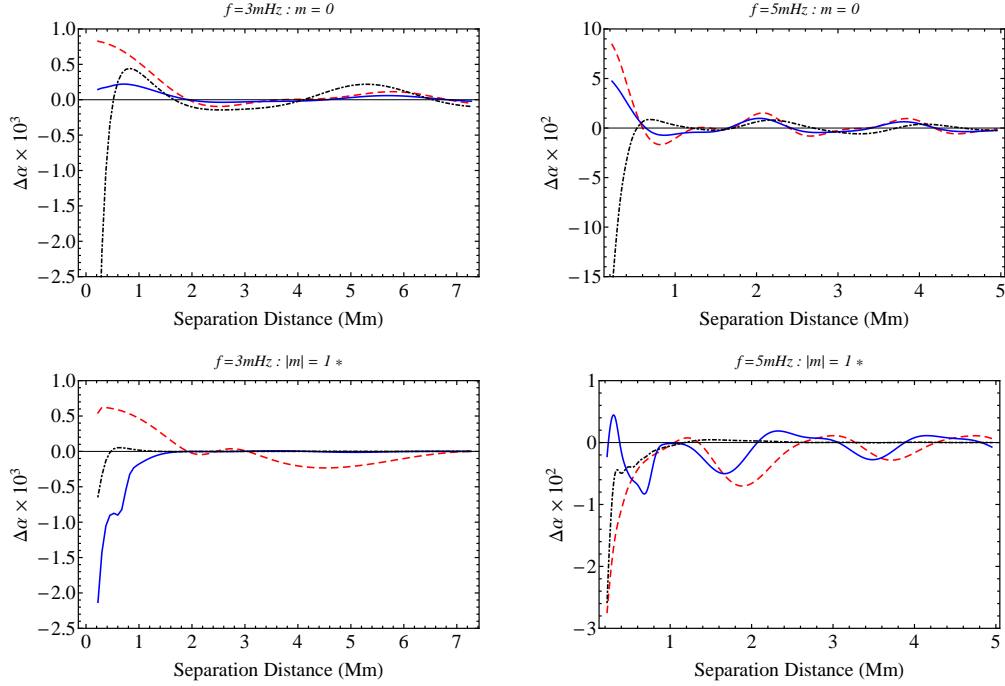 f=3mHz : m = 0
1.0
0.5
0.0
−0.5
−1.0
−1.5
−2.0
−2.5
Δα × 10³
0 1 2 3 4 5 6 7
Separation Distance (Mm)
f=5mHz : m = 0
10
5
0
−5
−10
−15
Δα × 10²
1 2 3 4 5
Separation Distance (Mm)
f=3mHz : |m| = 1 *
1.0
0.5
0.0
−0.5
−1.0
−1.5
−2.0
−2.5
Δα × 10³
0 1 2 3 4 5 6 7
Separation Distance (Mm)
f=5mHz : |m| = 1 *
1
0
−1
−2
−3
Δα × 10²
1 2 3 4 5
Separation Distance (Mm)